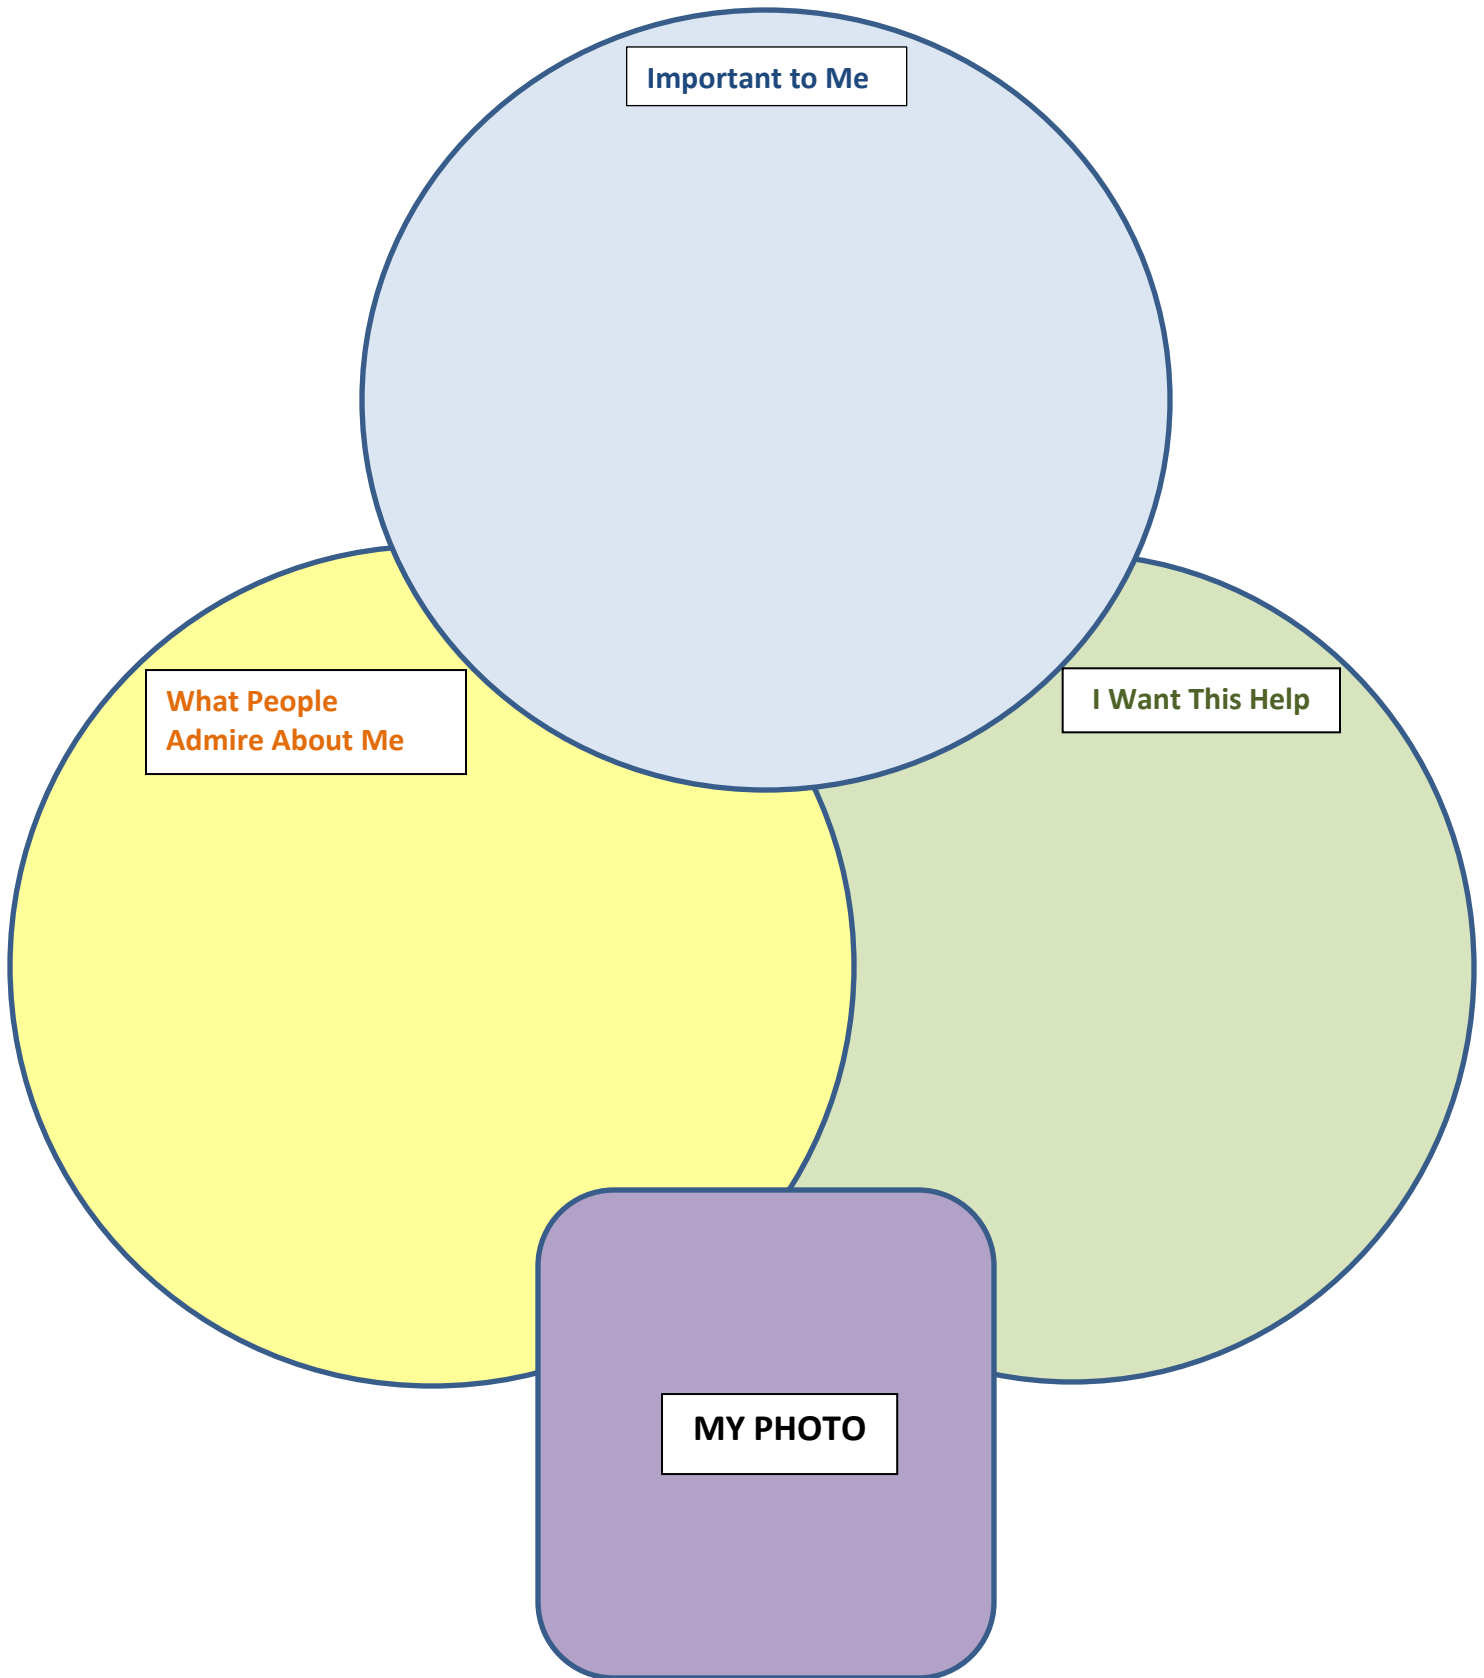 Important to Me
What People
Admire About Me
I Want This Help
MY PHOTO